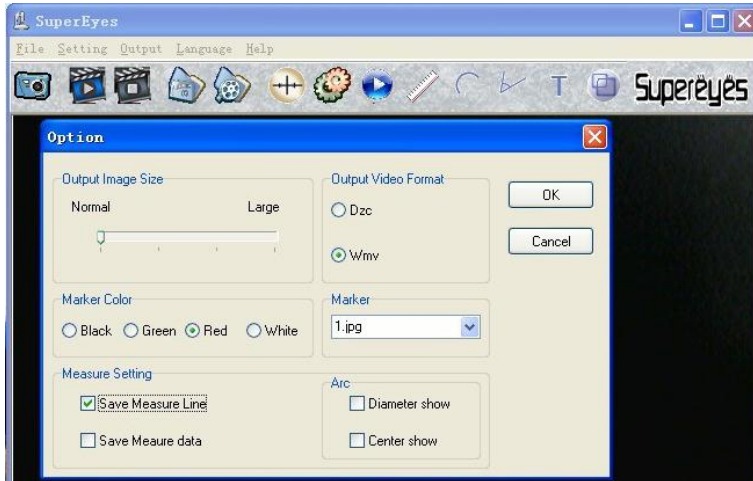 SuperEyes
File Setting Output Language Help
T Supereyes
Option
Output Image Size
Normal Large
Output Video Format
Dzc
Wmv
OK
Cancel
Marker Color
Black Green Red White
Marker
1.jpg
Measure Setting
Save Measure Line
Save Meaure data
Arc
Diameter show
Center show